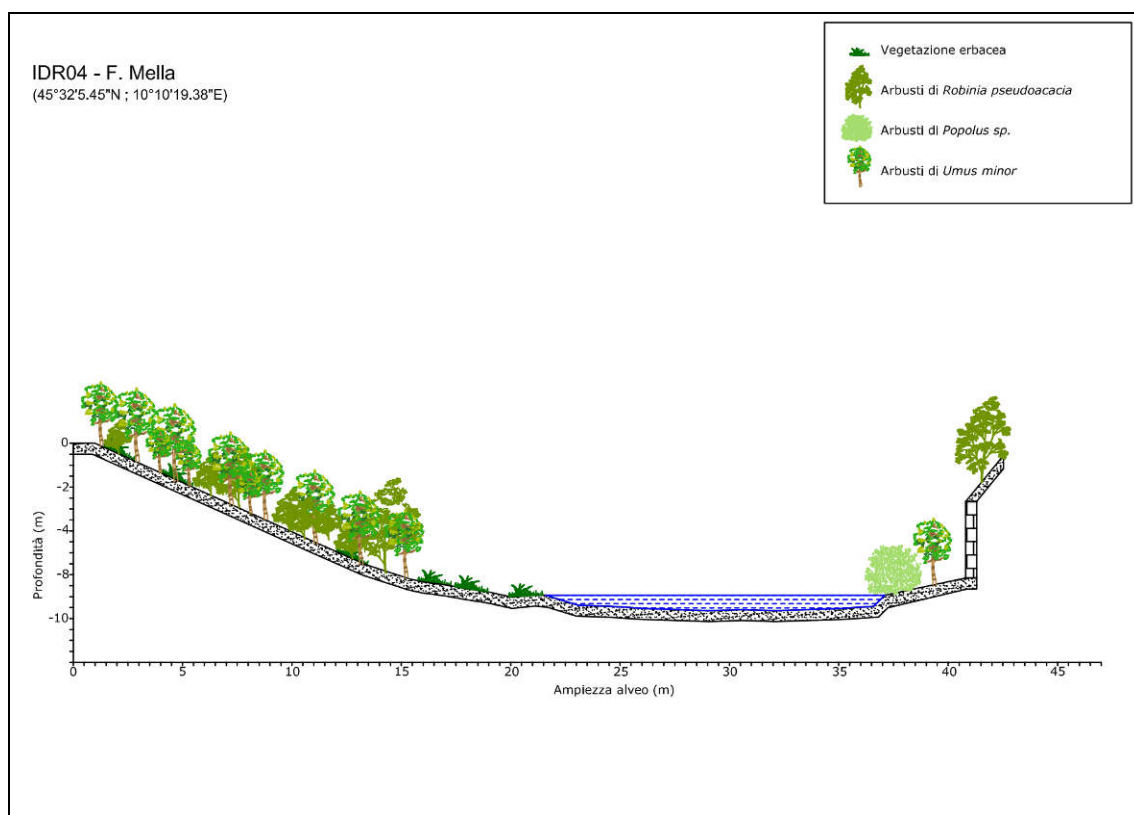 IDR04 - F. Mella
(45°32'5.45"N ; 10°10'19.38"E)
Vegetazione erbacea
Arbusti di Robinia pseudoacacia
Arbusti di Popolus sp.
Arbusti di Umus minor
Profondità (m)
0
-2
-4
-8
-10
0 5 10 15 20 25 30 35 40 45
Ampiezza alveo (m)